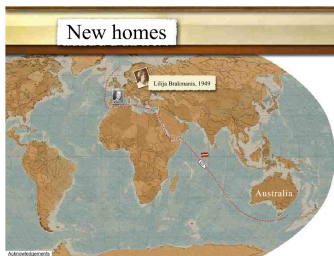 New homes
Lilija Brakmanis, 1949
Australia
Acknowledgements